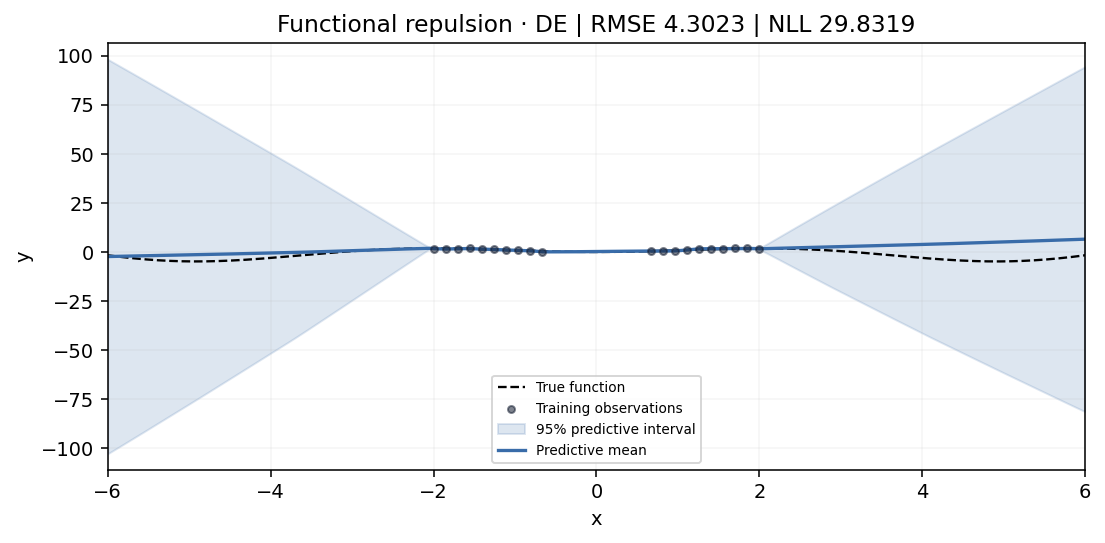 Functional repulsion · DE | RMSE 4.3023 | NLL 29.8319
100
75
50
25
0
−25
−50
−75
−100
y
True function
Training observations
95% predictive interval
Predictive mean
−6
−4
−2
0
2
4
6
x